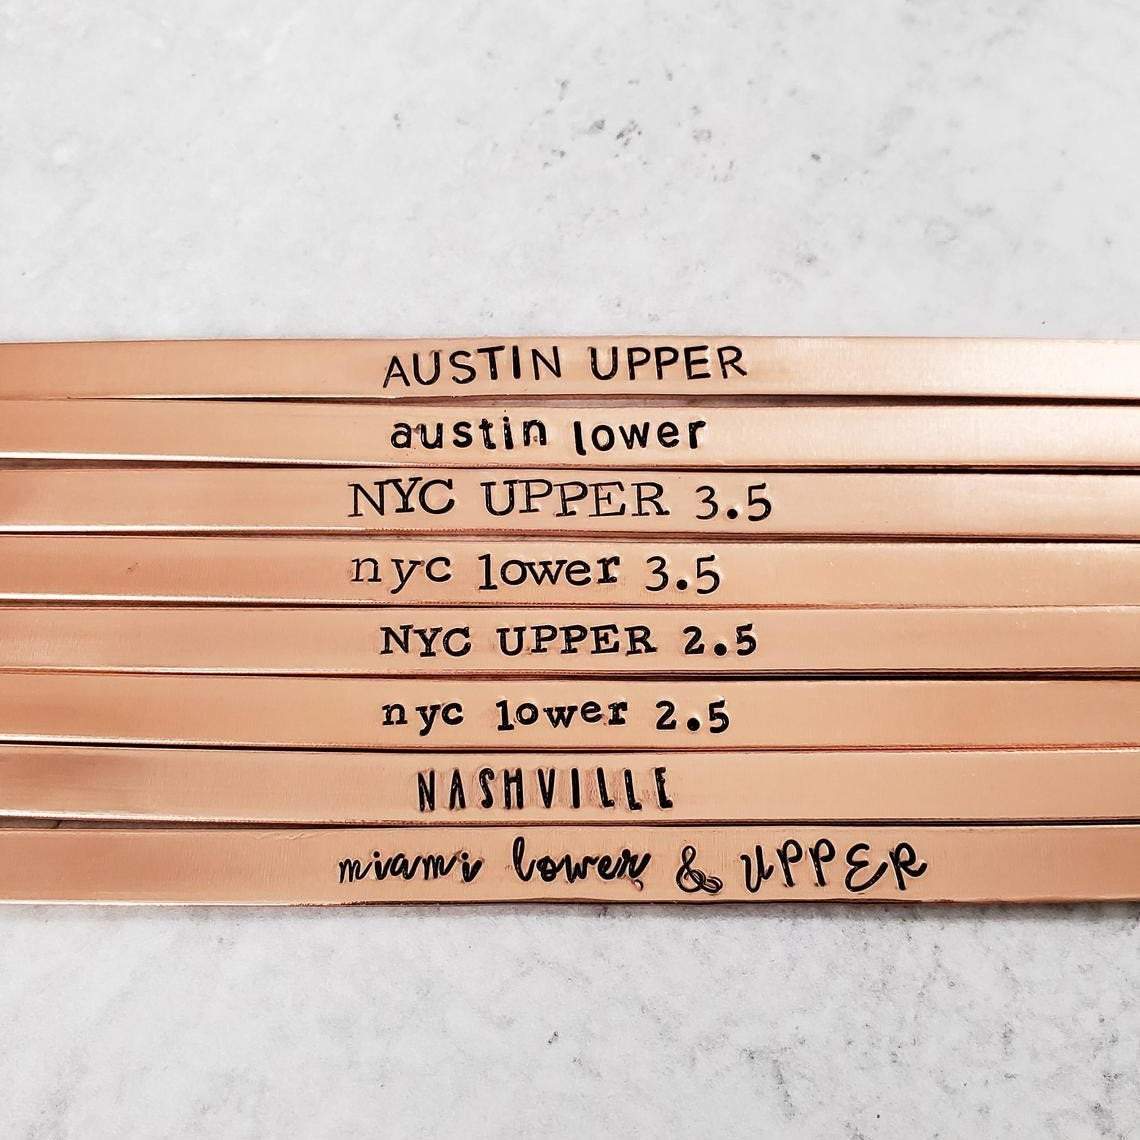 AUSTIN UPPER
austin lower
NYC UPPER 3.5
nyc lower 3.5
NYC UPPER 2.5
nyc lower 2.5
NASHVILLE
miami lower & UPPER